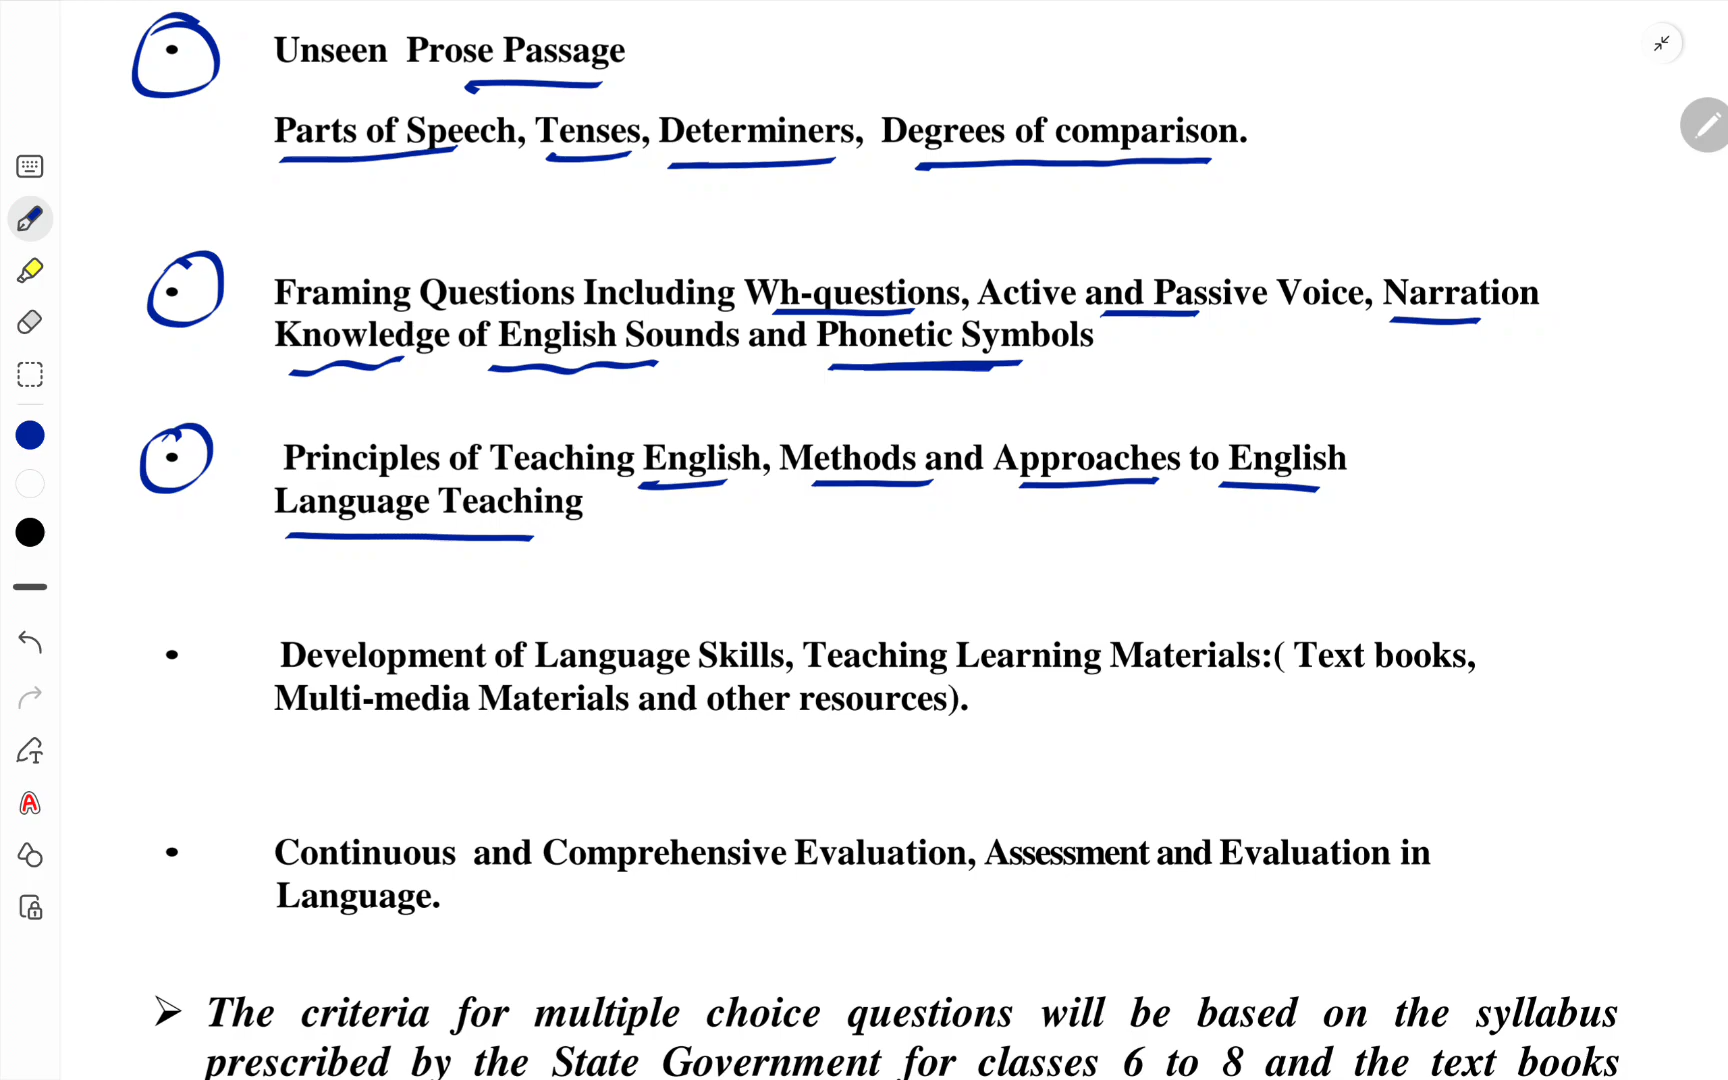 Unseen Prose Passage
Parts of Speech, Tenses, Determiners, Degrees of comparison.
Framing Questions Including Wh-questions, Active and Passive Voice, Narration
Knowledge of English Sounds and Phonetic Symbols
Principles of Teaching English, Methods and Approaches to English
Language Teaching
Development of Language Skills, Teaching Learning Materials:( Text books,
Multi-media Materials and other resources).
Continuous and Comprehensive Evaluation, Assessment and Evaluation in
Language.
The criteria for multiple choice questions will be based on the syllabus
prescribed by the State Government for classes 6 to 8 and the text books